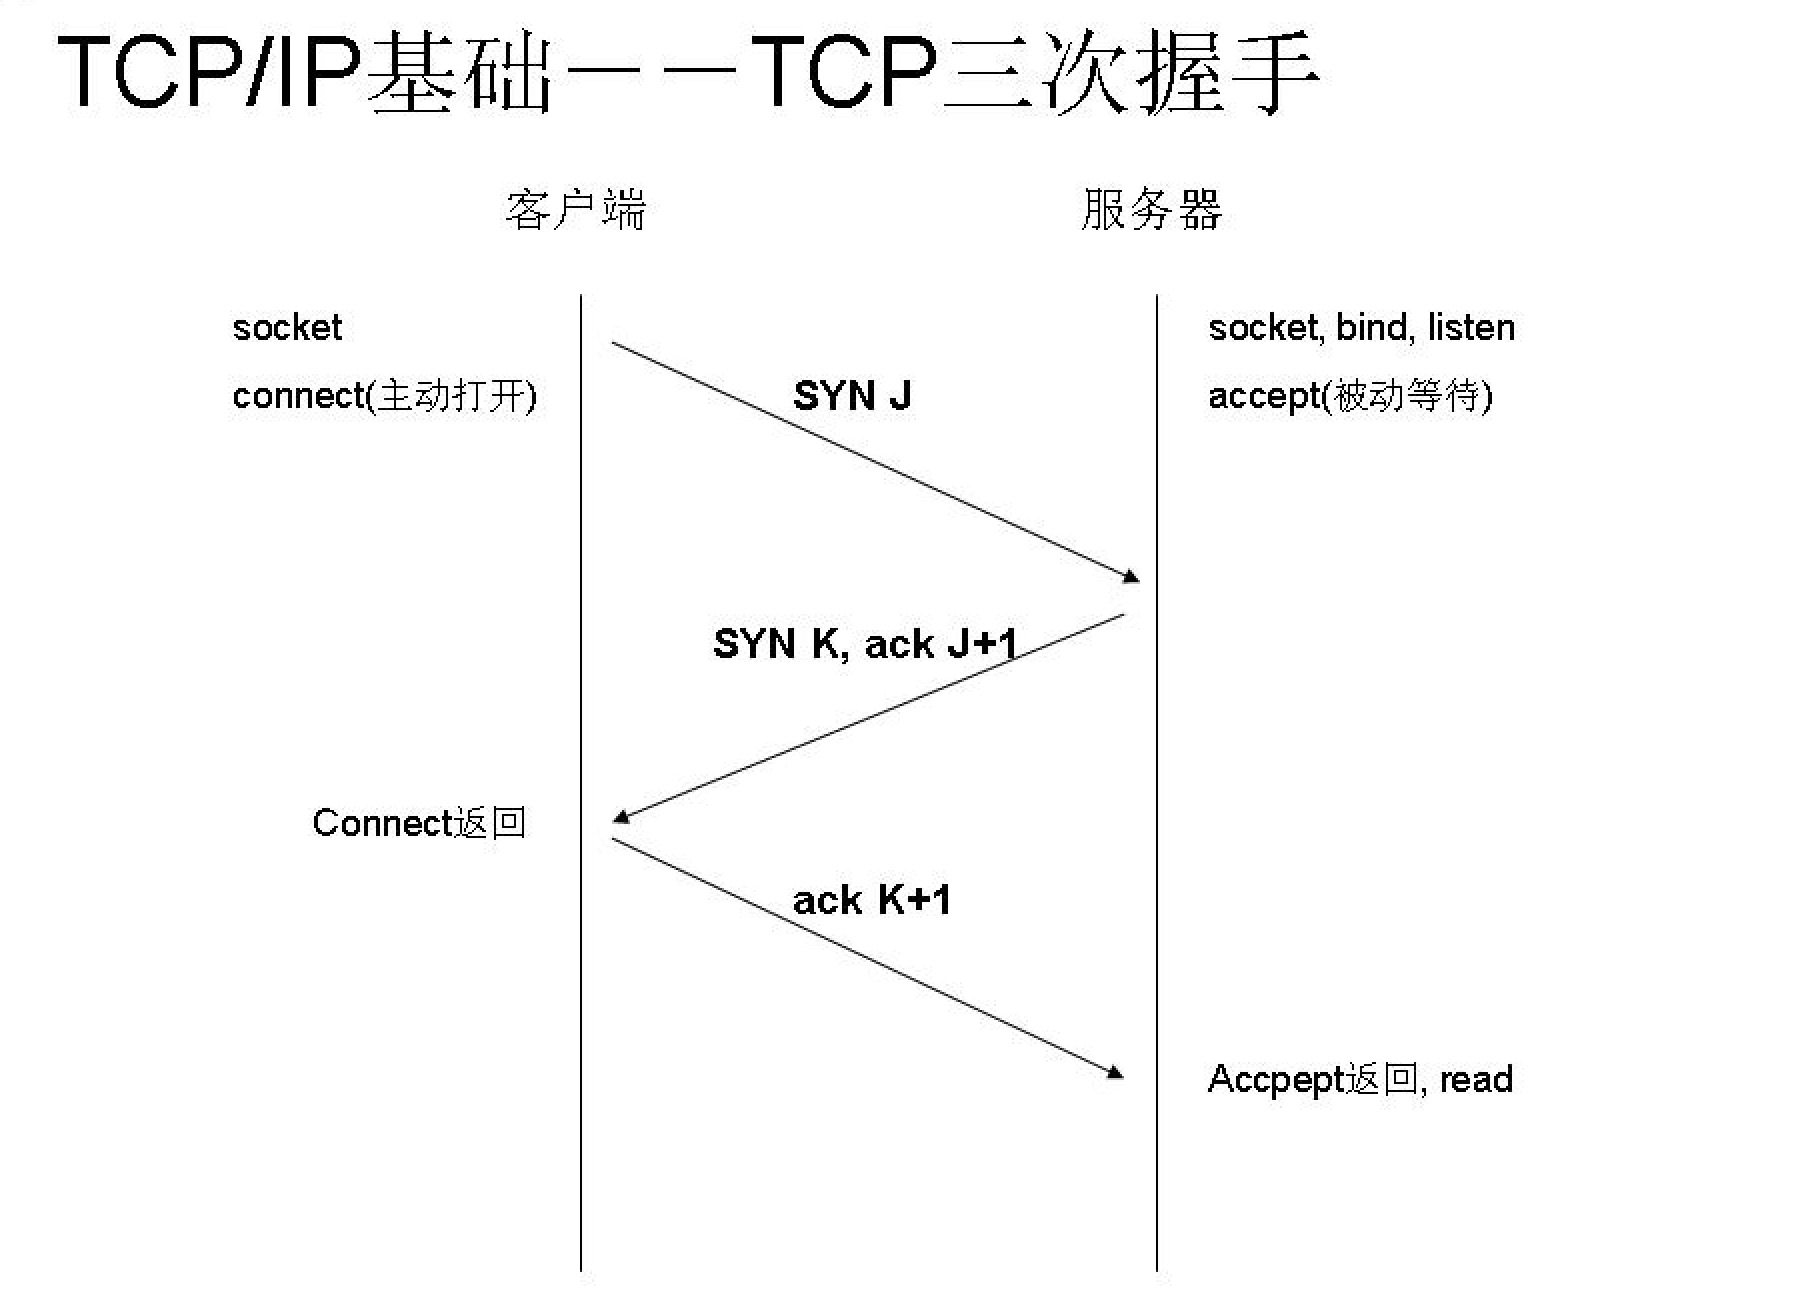 TCP/IP基础－－TCP三次握手
客户端
服务器
socket
socket, bind, listen
connect(主动打开)
SYN J
accept(被动等待)
SYN K, ack J+1
Connect返回
ack K+1
Accpept返回, read